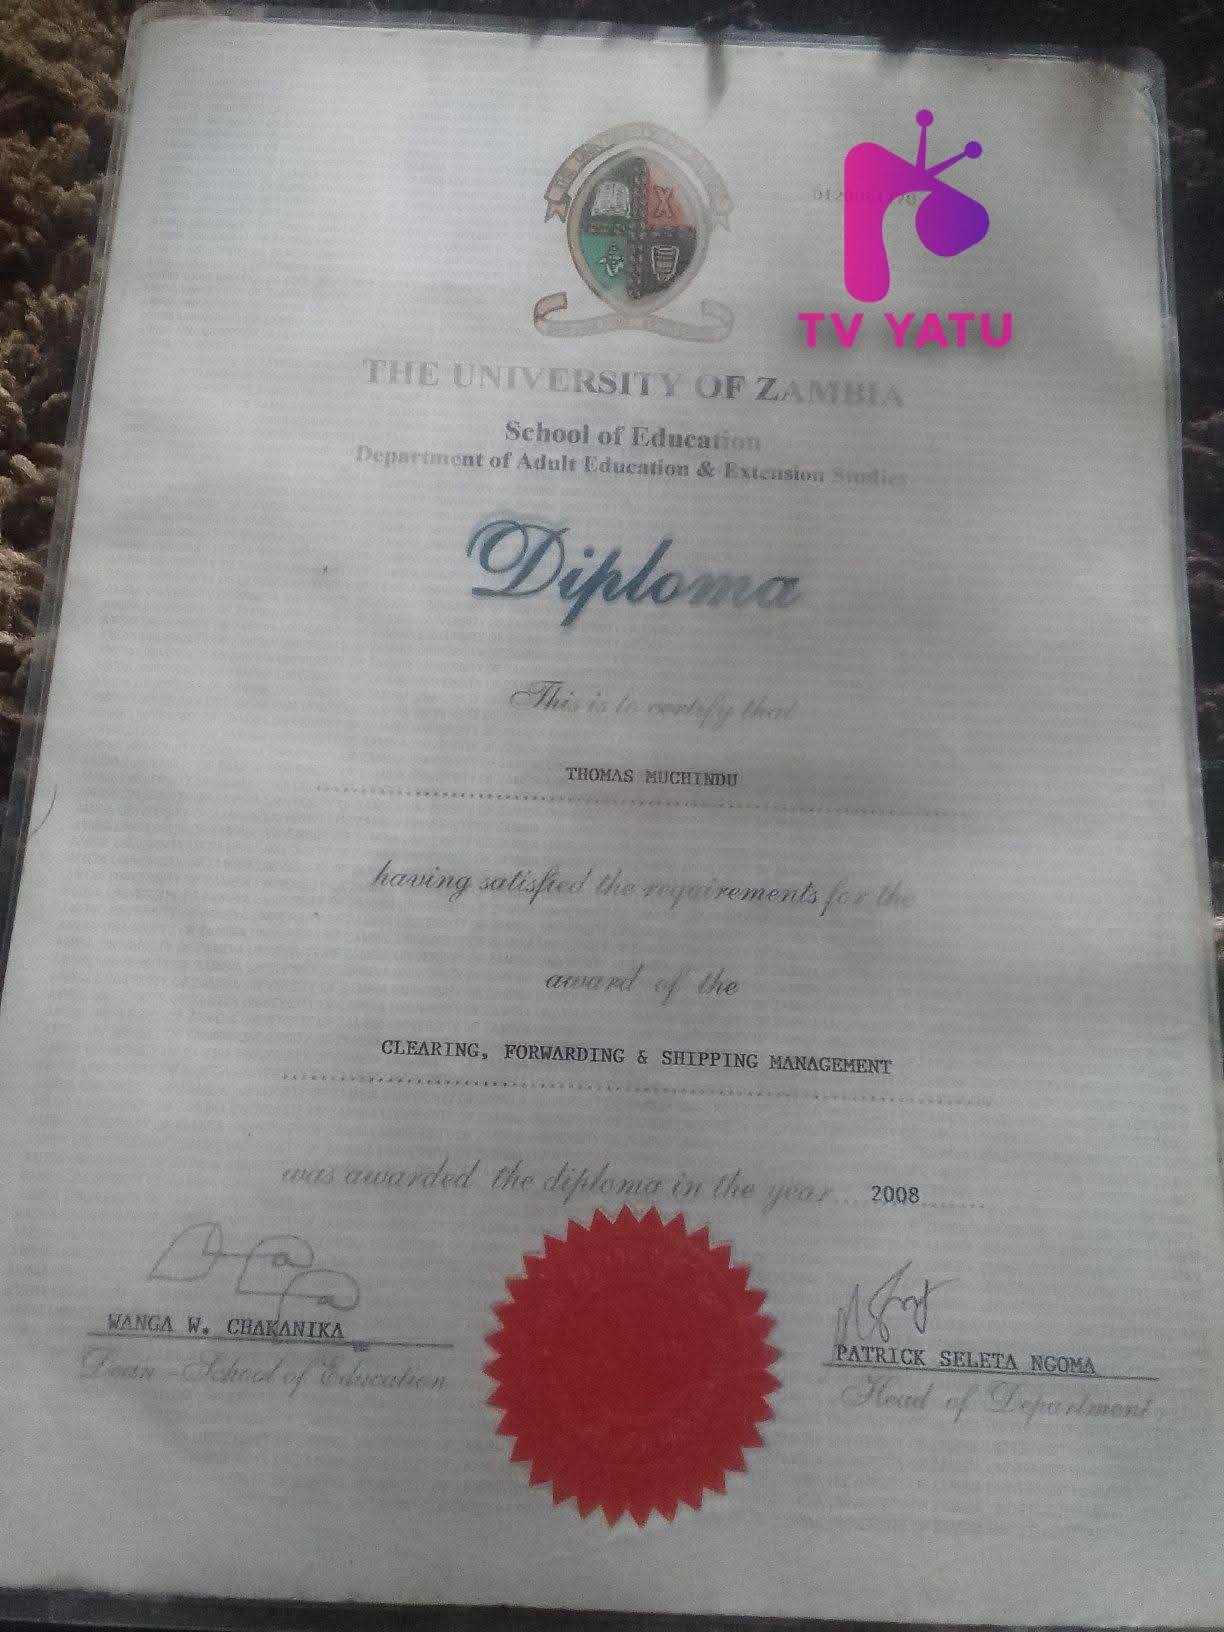 TV YATU
THE UNIVERSITY OF ZAMBIA
School of Education
Department of Adult Education & Extension Studies
Diploma
This is to certify that
THOMAS MUCHINDU
having satisfied the requirements for the
award of the
CLEARING, FORWARDING & SHIPPING MANAGEMENT
was awarded the diploma in the year....2008......
WANGA W. CHAKANIKA
Dean - School of Education
PATRICK SELETA NGOMA
Head of Department